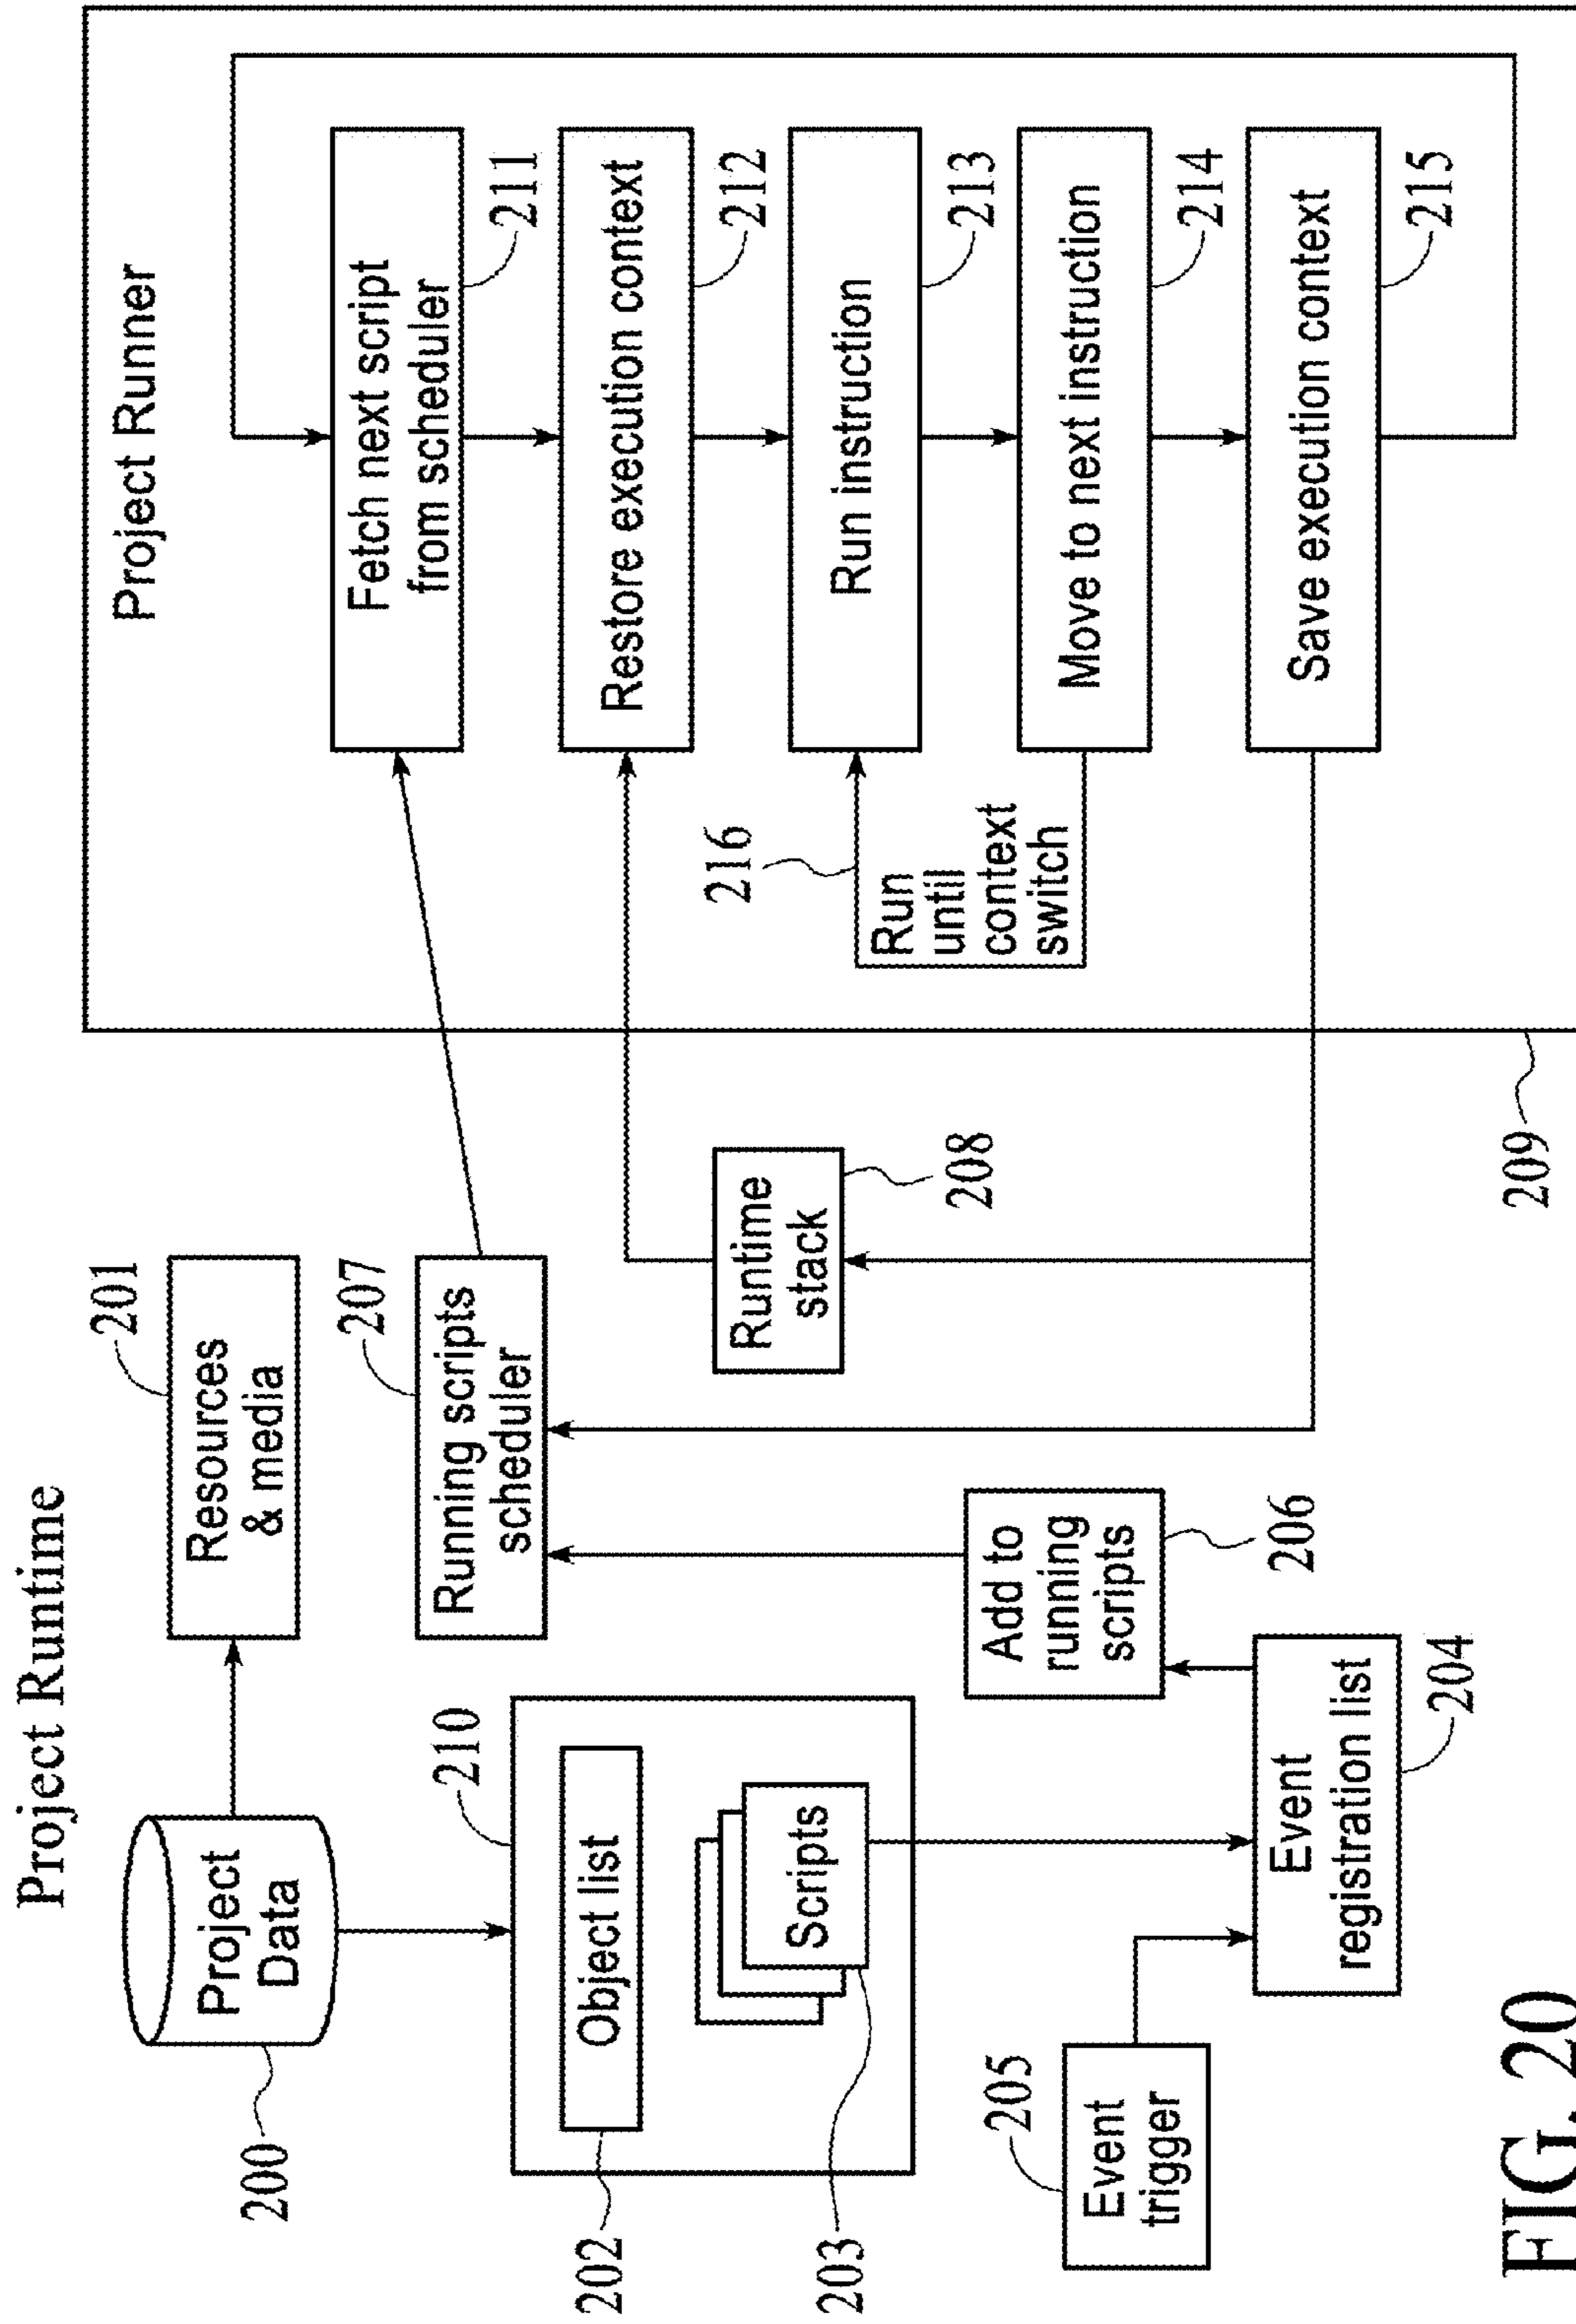 Project Runtime
Project
Data
200
Resources
& media
201
210
Object list
202
Scripts
203
Running scripts
scheduler
207
Event
trigger
205
Event
registration list
204
Add to
running
scripts
206
Runtime
stack
208
Project Runner
209
Fetch next script
from scheduler
211
Restore execution context
212
Run instruction
213
Move to next instruction
214
Save execution context
215
216
Run
until
context
switch
FIG. 20